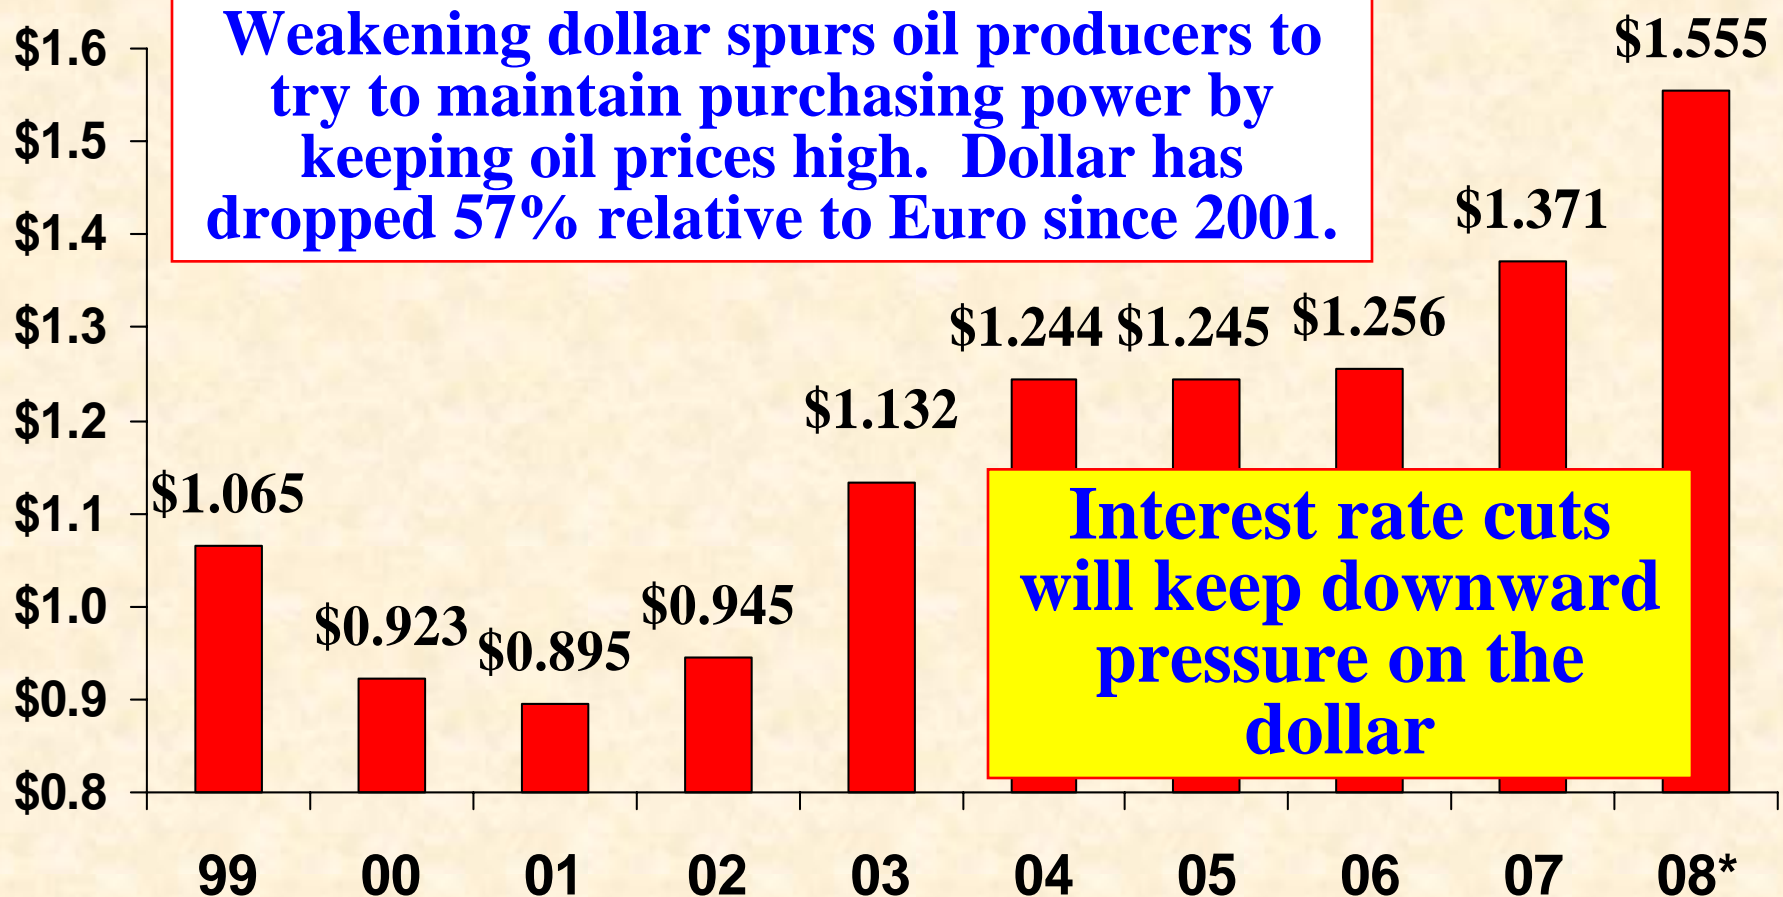 Weakening dollar spurs oil producers to
try to maintain purchasing power by
keeping oil prices high.  Dollar has
dropped 57% relative to Euro since 2001.
$1.6
$1.5
$1.4
$1.3
$1.2
$1.1
$1.0
$0.9
$0.8
$1.065
$0.923
$0.895
$0.945
$1.132
$1.244
$1.245
$1.256
$1.371
$1.555
Interest rate cuts
will keep downward
pressure on the
dollar
99 00 01 02 03 04 05 06 07 08*